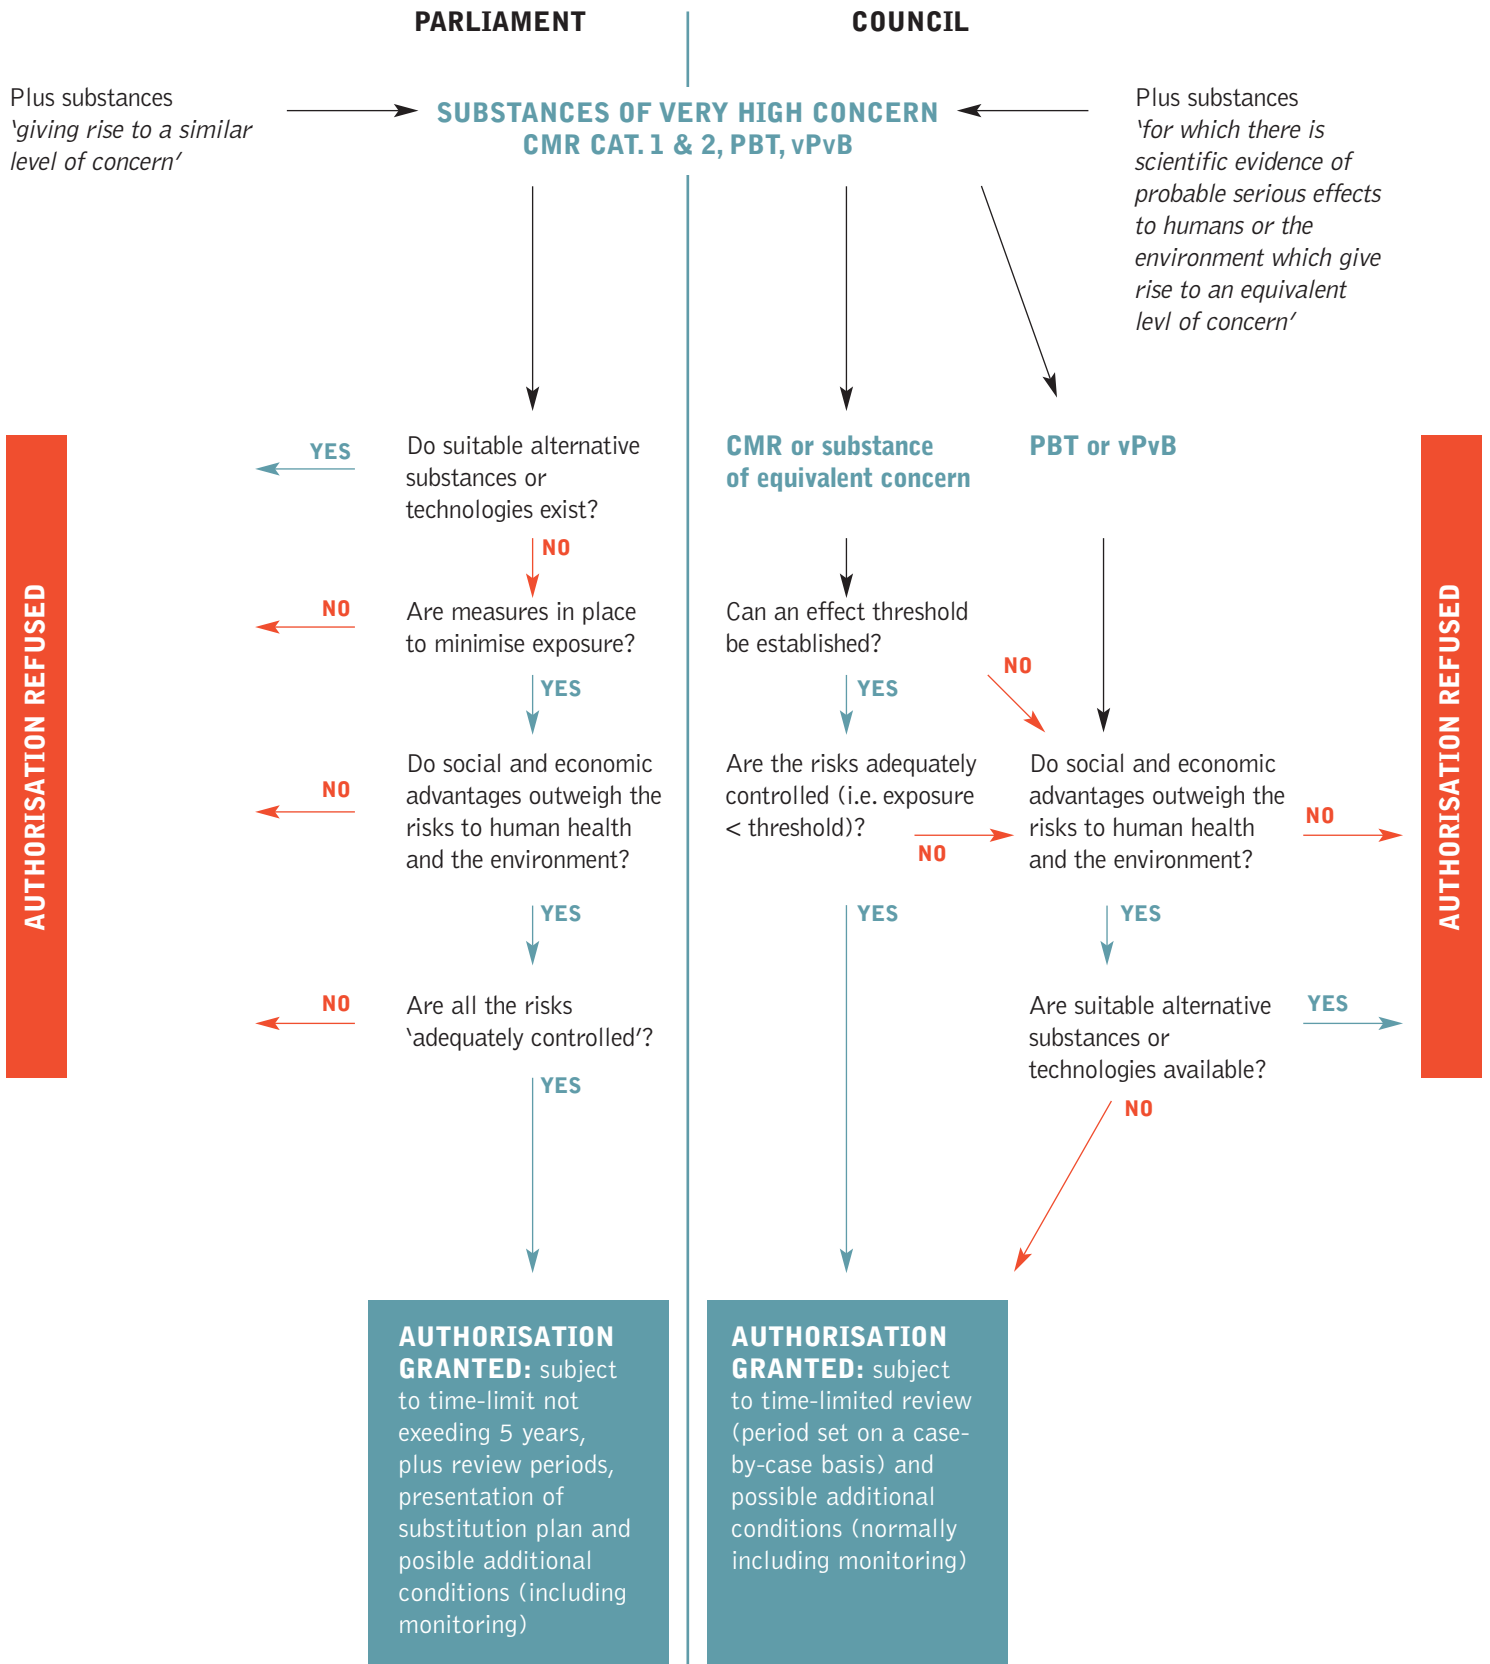 PARLIAMENT
COUNCIL
Plus substances
‘giving rise to a similar
level of concern’
SUBSTANCES OF VERY HIGH CONCERN
CMR CAT. 1 & 2, PBT, vPvB
Plus substances
‘for which there is
scientific evidence of
probable serious effects
to humans or the
environment which give
rise to an equivalent
levl of concern’
AUTHORISATION REFUSED
YES
Do suitable alternative
substances or
technologies exist?
NO
NO
Are measures in place
to minimise exposure?
YES
NO
Do social and economic
advantages outweigh the
risks to human health
and the environment?
YES
NO
Are all the risks
‘adequately controlled’?
YES
AUTHORISATION
GRANTED: subject
to time-limit not
exeeding 5 years,
plus review periods,
presentation of
substitution plan and
posible additional
conditions (including
monitoring)
CMR or substance
of equivalent concern
Can an effect threshold
be established?
NO
YES
Are the risks adequately
controlled (i.e. exposure
< threshold)?
NO
YES
PBT or vPvB
Do social and economic
advantages outweigh the
risks to human health
and the environment?
NO
YES
Are suitable alternative
substances or
technologies available?
YES
NO
AUTHORISATION REFUSED
AUTHORISATION
GRANTED: subject
to time-limited review
(period set on a case-
by-case basis) and
possible additional
conditions (normally
including monitoring)